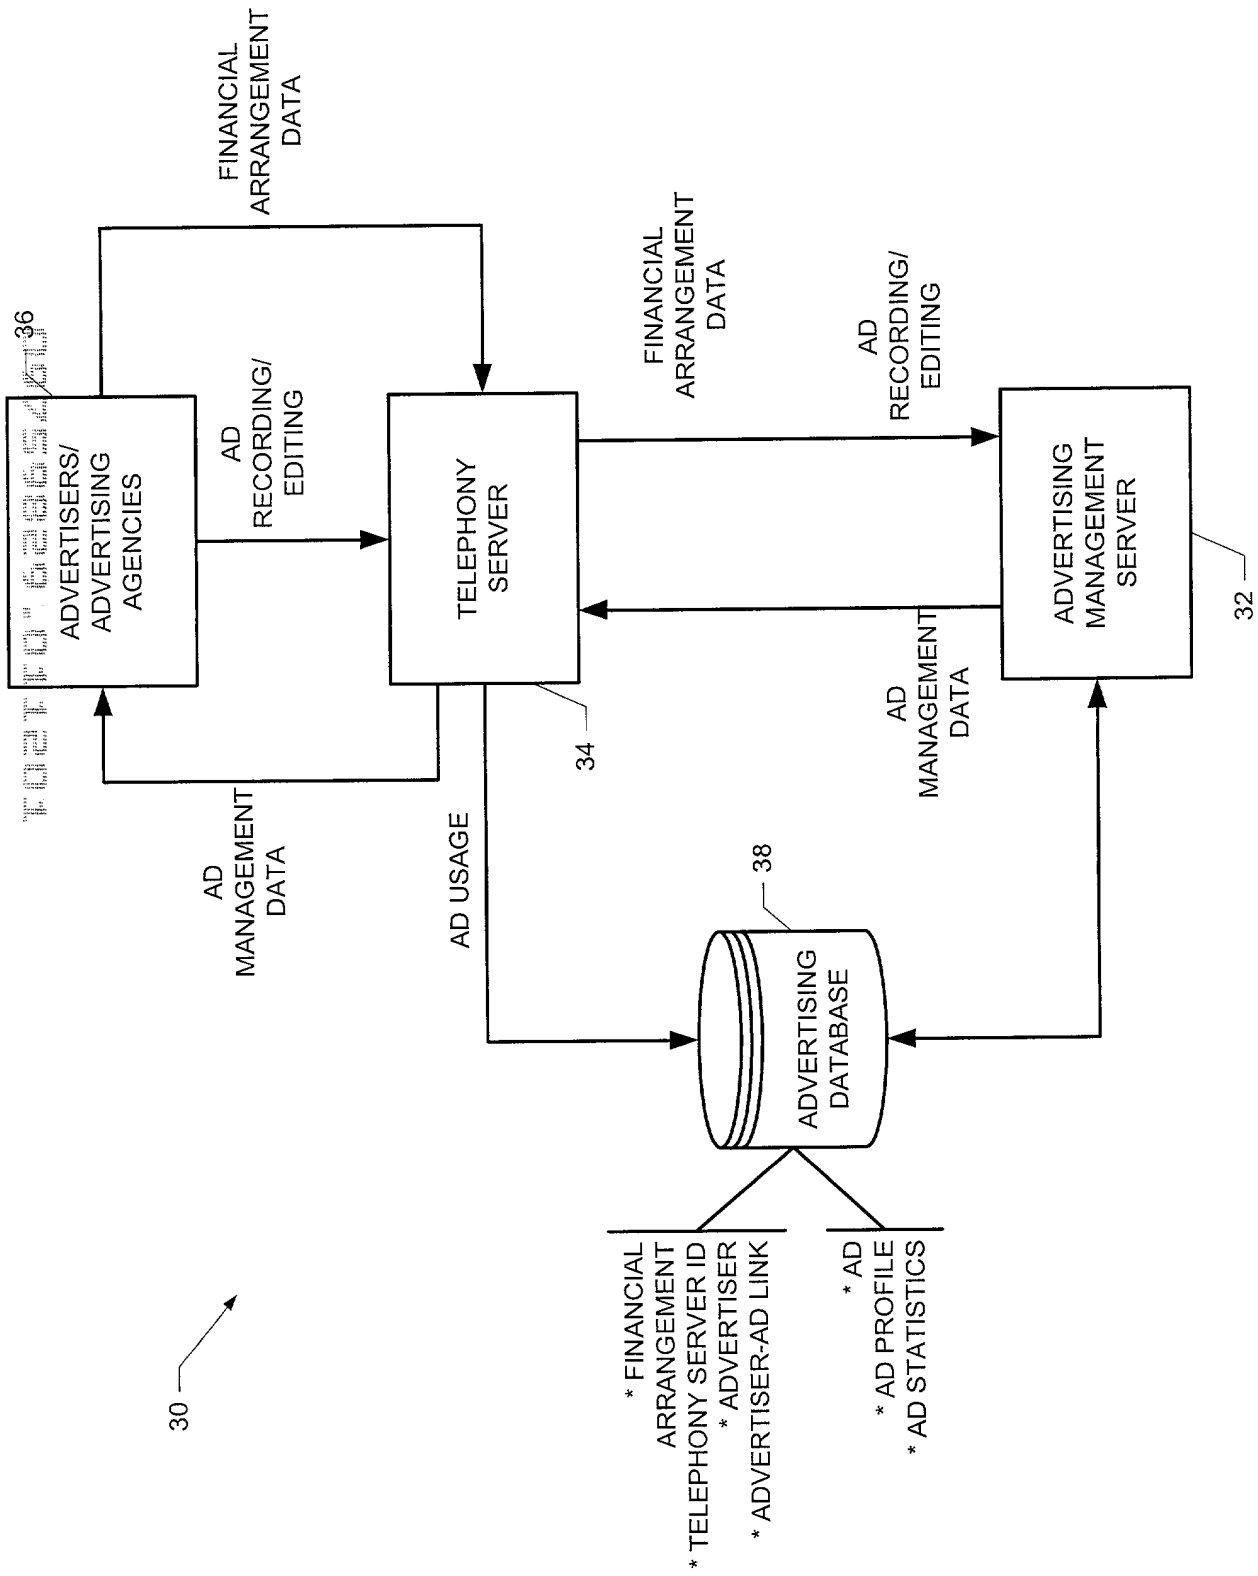 30
* FINANCIAL
ARRANGEMENT
* TELEPHONY SERVER ID
* ADVERTISER
* ADVERTISER-AD LINK
* AD
* AD PROFILE
* AD STATISTICS
ADVERTISING
DATABASE
38
AD
MANAGEMENT
DATA
AD USAGE
ADVERTISERS/
ADVERTISING
AGENCIES
36
AD
RECORDING/
EDITING
FINANCIAL
ARRANGEMENT
DATA
TELEPHONY
SERVER
34
AD
MANAGEMENT
DATA
FINANCIAL
ARRANGEMENT
DATA
AD
RECORDING/
EDITING
ADVERTISING
MANAGEMENT
SERVER
32